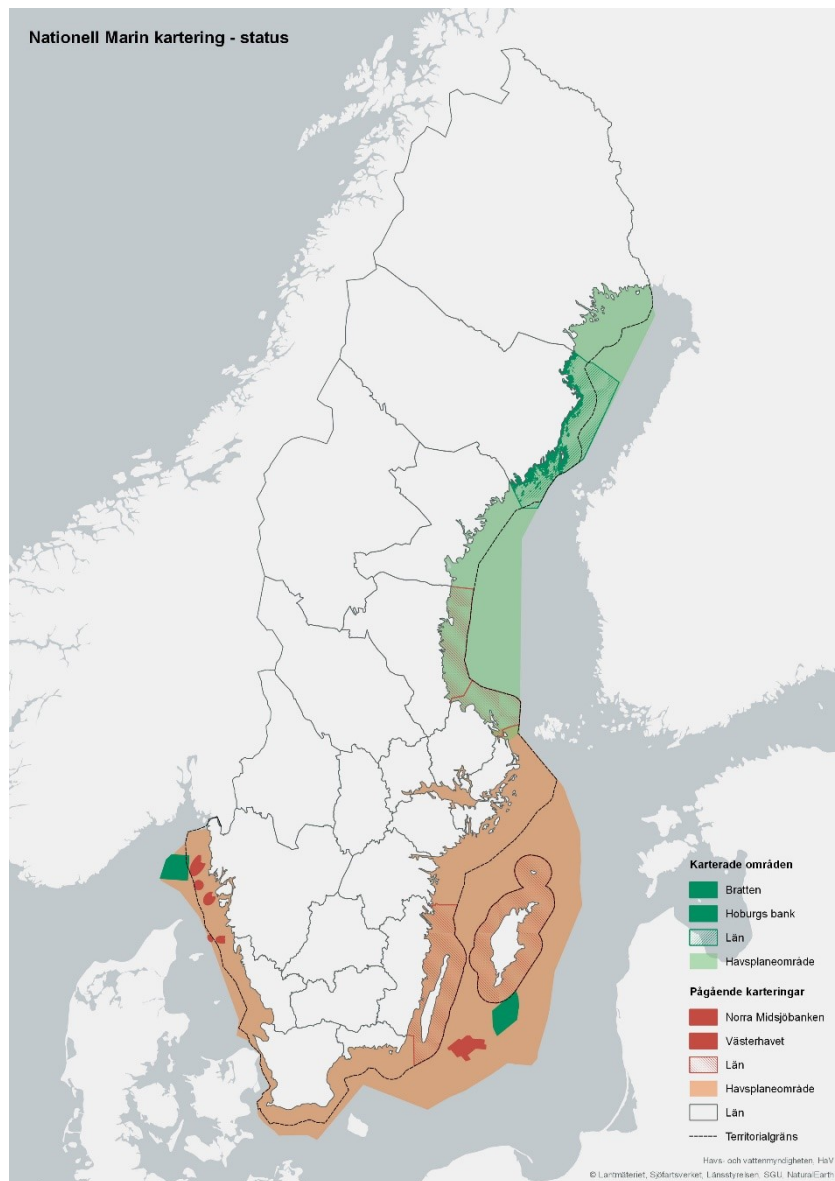 Nationell Marin kartering - status
Karterade områden
Bratten
Hoburgs bank
Län
Havsplaneområde
Pågående karteringar
Norra Midsjöbanken
Västerhavet
Län
Havsplaneområde
Län
Territorialgräns
Havs- och vattenmyndigheten, HaV
© Lantmäteriet, Sjöfartsverket, Länsstyrelsen, SGU, NaturalEarth